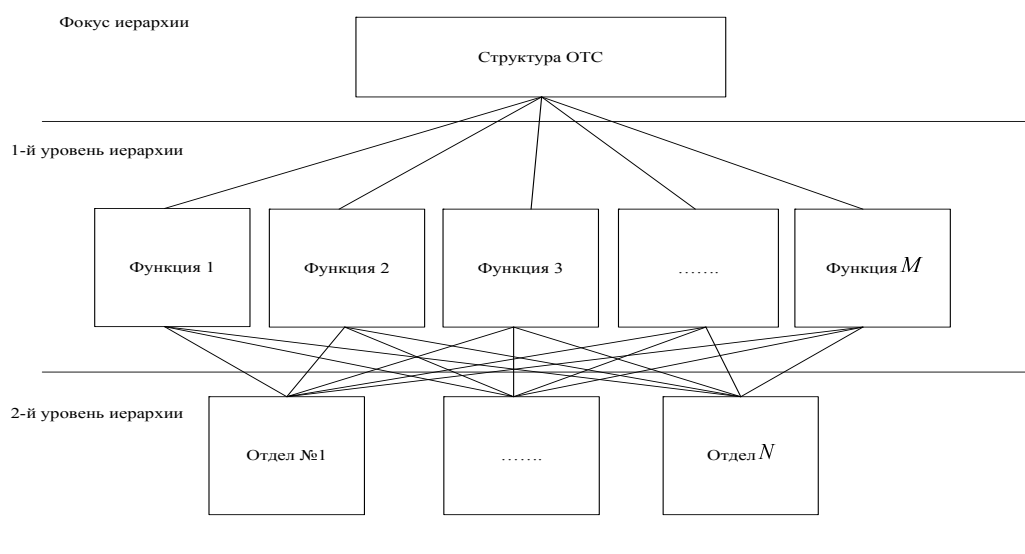 Фокус иерархии
Структура ОТС
1-й уровень иерархии
Функция 1
Функция 2
Функция 3
…….
Функция M
2-й уровень иерархии
Отдел №1
…….
Отдел N